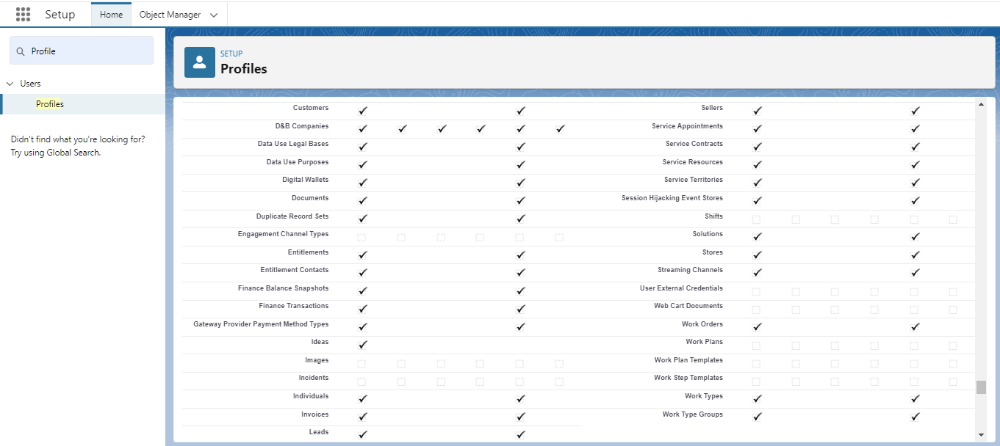 Setup
Home
Object Manager
Profile
Users
Profiles
Didn't find what you're looking for?
Try using Global Search.
SETUP
Profiles
Customers
D&B Companies
Data Use Legal Bases
Data Use Purposes
Digital Wallets
Documents
Duplicate Record Sets
Engagement Channel Types
Entitlements
Entitlement Contacts
Finance Balance Snapshots
Finance Transactions
Gateway Provider Payment Method Types
Ideas
Images
Incidents
Individuals
Invoices
Leads
Sellers
Service Appointments
Service Contracts
Service Resources
Service Territories
Session Hijacking Event Stores
Shifts
Solutions
Stores
Streaming Channels
User External Credentials
Web Cart Documents
Work Orders
Work Plans
Work Plan Templates
Work Step Templates
Work Types
Work Type Groups